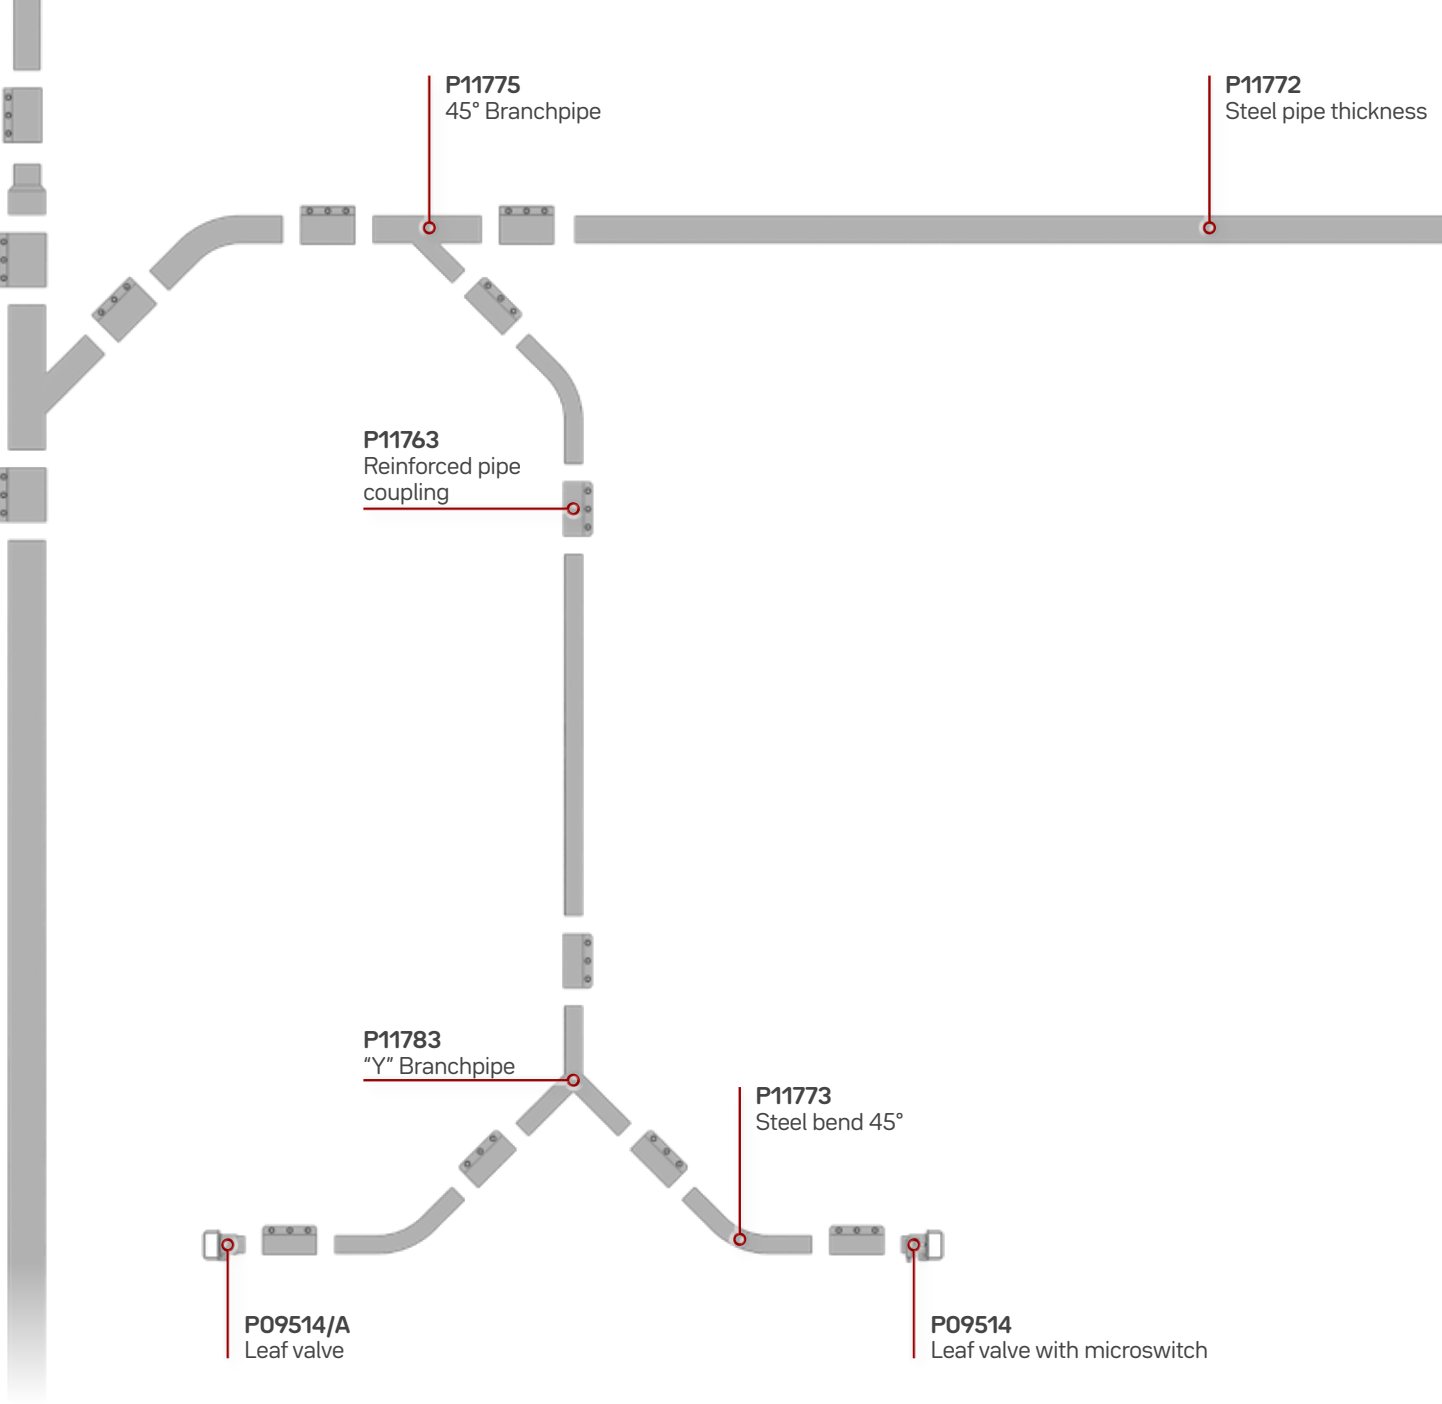 P11775
45° Branchpipe
P11772
Steel pipe thickness
P11763
Reinforced pipe
coupling
P11783
“Y” Branchpipe
P11773
Steel bend 45°
P09514/A
Leaf valve
P09514
Leaf valve with microswitch